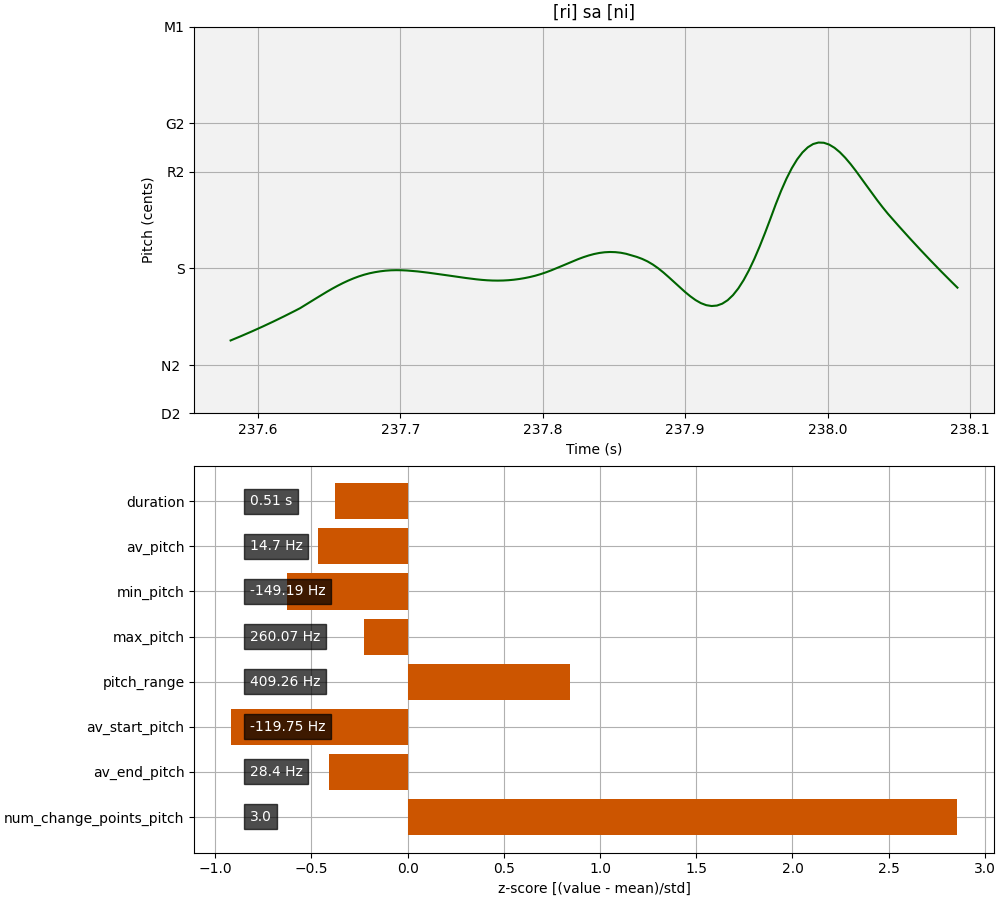 [ri] sa [ni]
M1
G2
R2
S
N2
D2
Pitch (cents)
237.6 237.7 237.8 237.9 238.0 238.1
Time (s)
duration 0.51 s
av_pitch 14.7 Hz
min_pitch -149.19 Hz
max_pitch 260.07 Hz
pitch_range 409.26 Hz
av_start_pitch -119.75 Hz
av_end_pitch 28.4 Hz
num_change_points_pitch 3.0
−1.0 −0.5 0.0 0.5 1.0 1.5 2.0 2.5 3.0
z-score [(value - mean)/std]